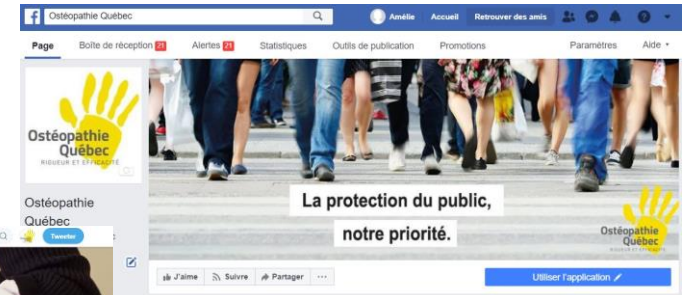 Ostéopathie Québec
Amélie Accueil Retrouver des amis
Page Boîte de réception 21 Alertes 21 Statistiques Outils de publication Promotions Paramètres Aide
Ostéopathie
Québec
RIGUEUR ET EFFICACITÉ
La protection du public,
notre priorité.
Ostéopathie
Québec
Ostéopathie
Québec
Tweeter
J'aime Suivre Partager ...
Utiliser l'application